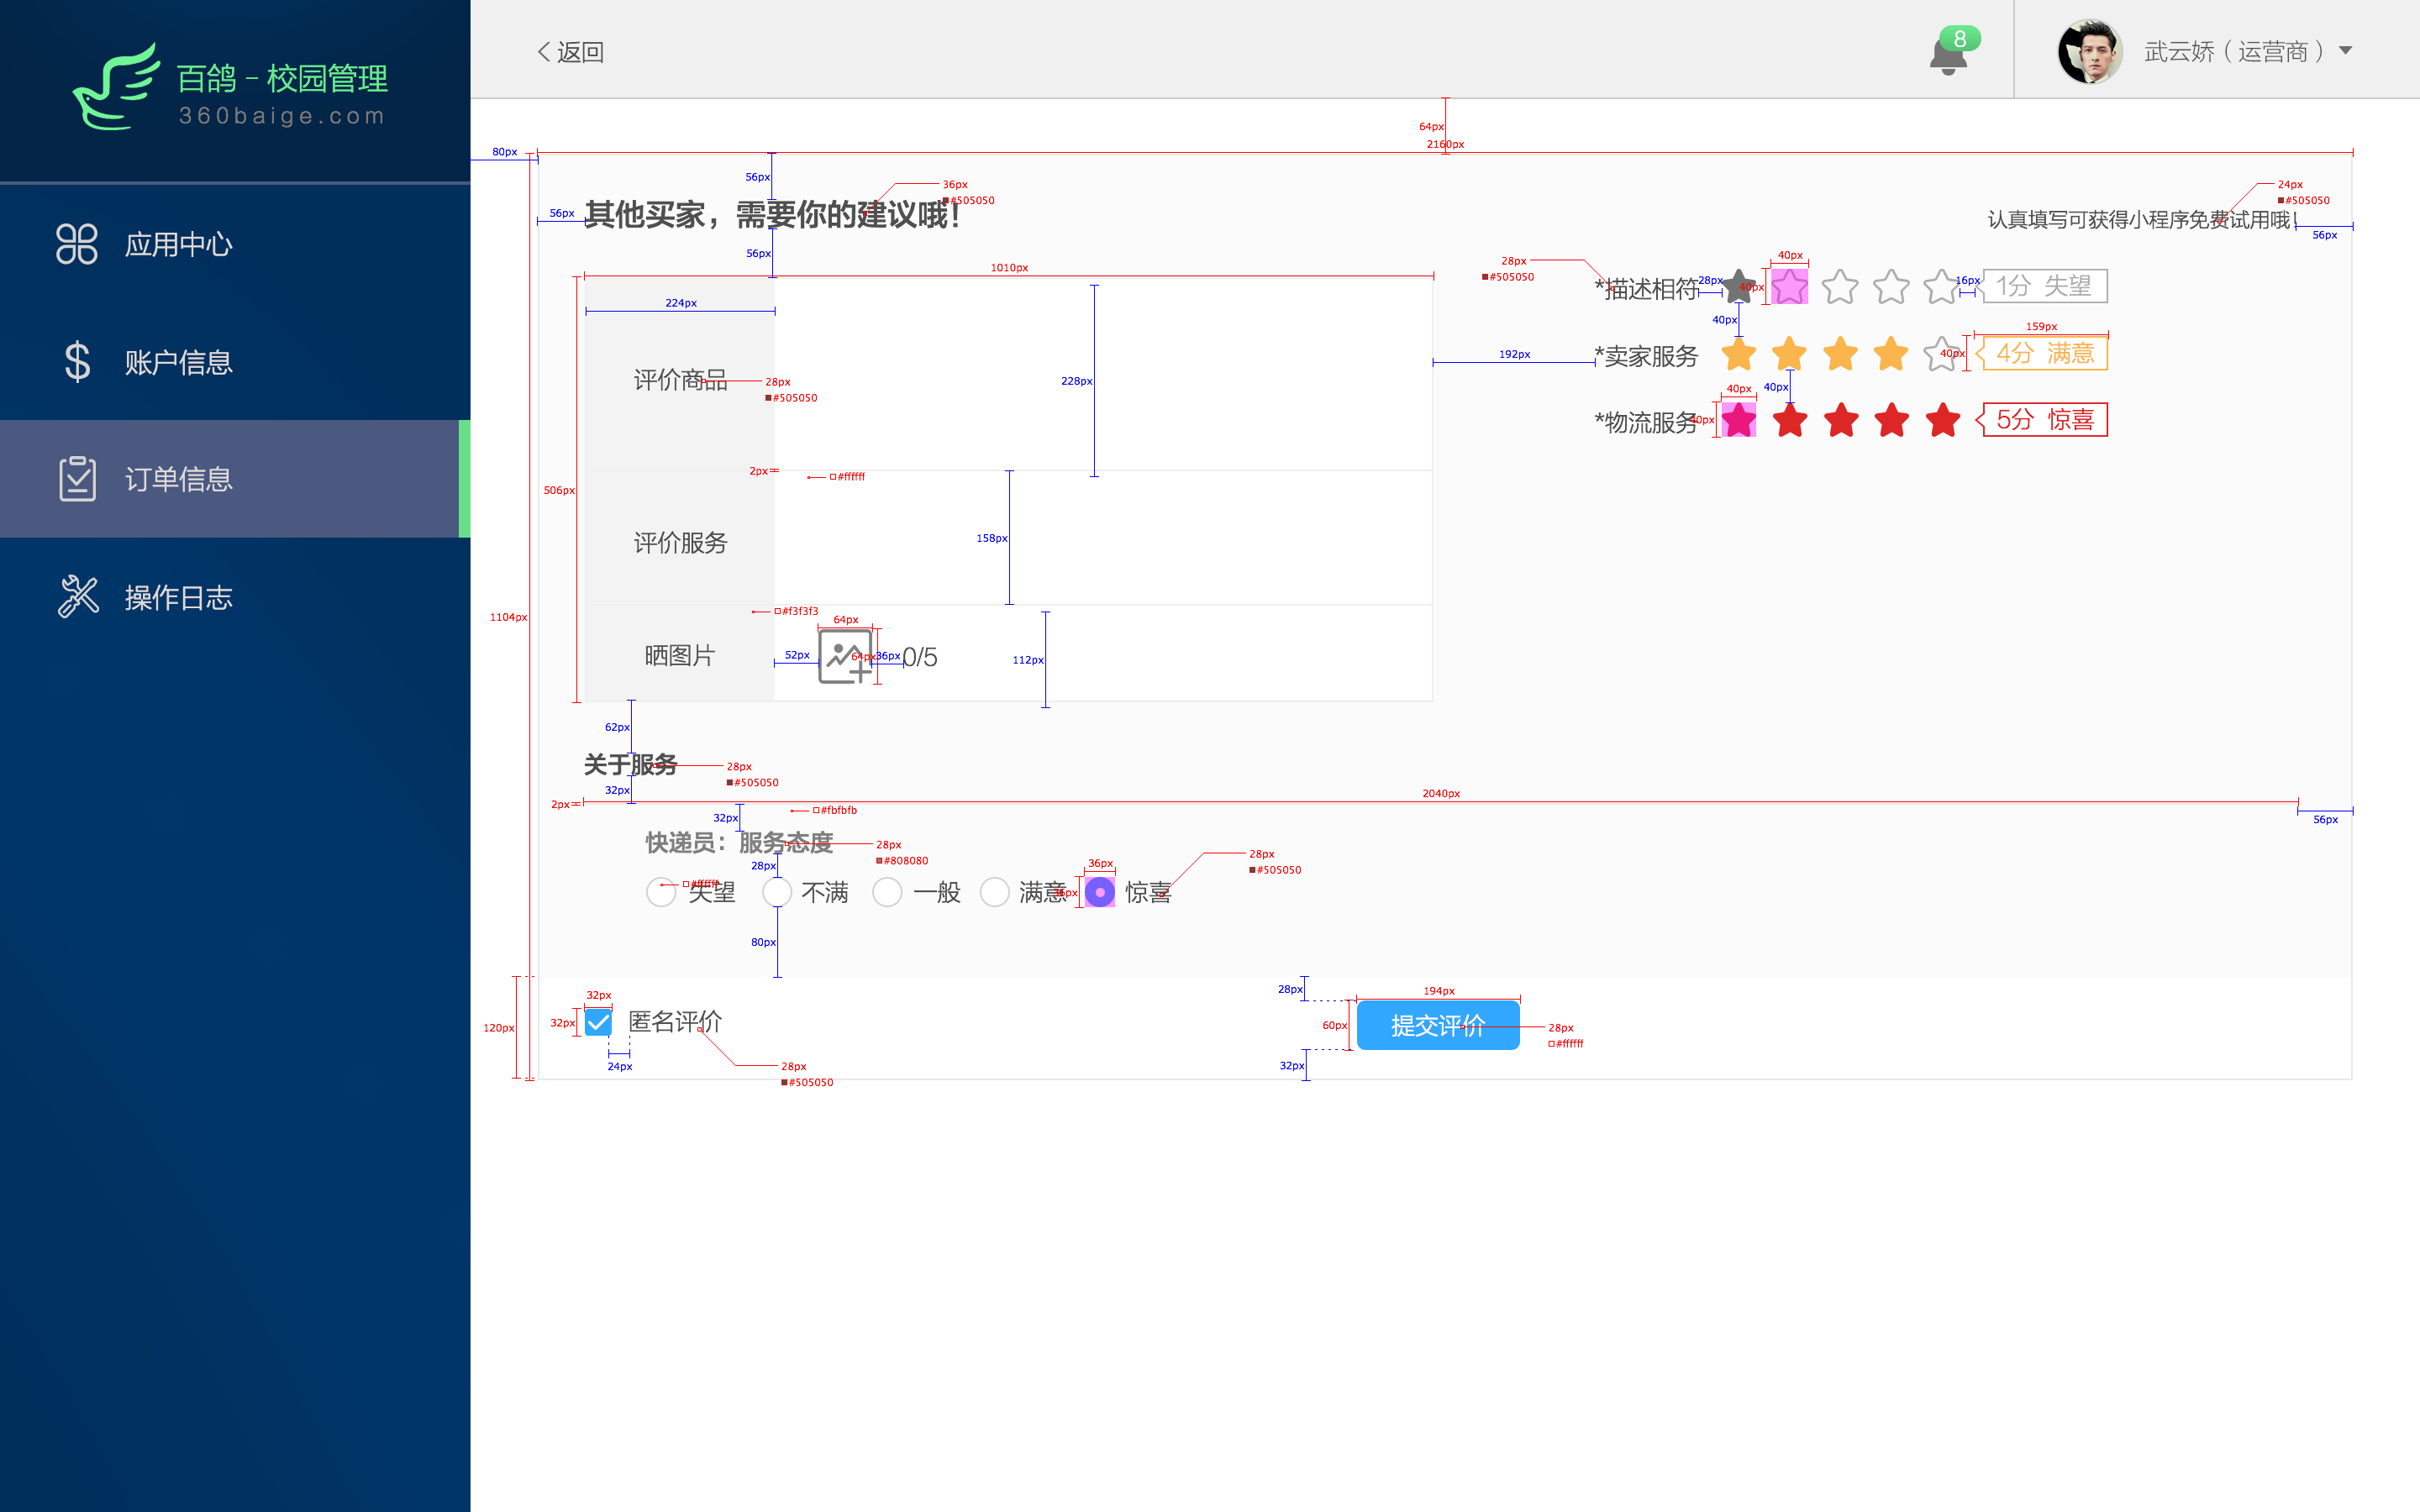 百鸽－校园管理
360baige.com
返回
8
武云娇（运营商）
应用中心
账户信息
订单信息
操作日志
64px
2160px
80px
56px
36px
#505050
24px
#505050
56px
其他买家，需要你的建议哦！
认真填写可获得小程序免费试用哦！
56px
56px
1010px
28px
#505050
*描述相符
28px
40px
40px
16px
1分 失望
224px
40px
159px
192px
*卖家服务
40px
4分 满意
评价商品
28px
#505050
228px
40px
40px
*物流服务
40px
5分 惊喜
2px
#ffffff
506px
评价服务
158px
1104px
#f3f3f3
64px
晒图片
52px
64px
36px
0/5
112px
62px
关于服务
28px
#505050
32px
2px
2040px
#fbfbfb
32px
56px
快递员：服务态度
28px
#808080
28px
36px
28px
#505050
#ffffff
失望
不满
一般
满意
36px
惊喜
80px
28px
32px
194px
120px
32px
匿名评价
60px
提交评价
28px
#ffffff
24px
28px
#505050
32px